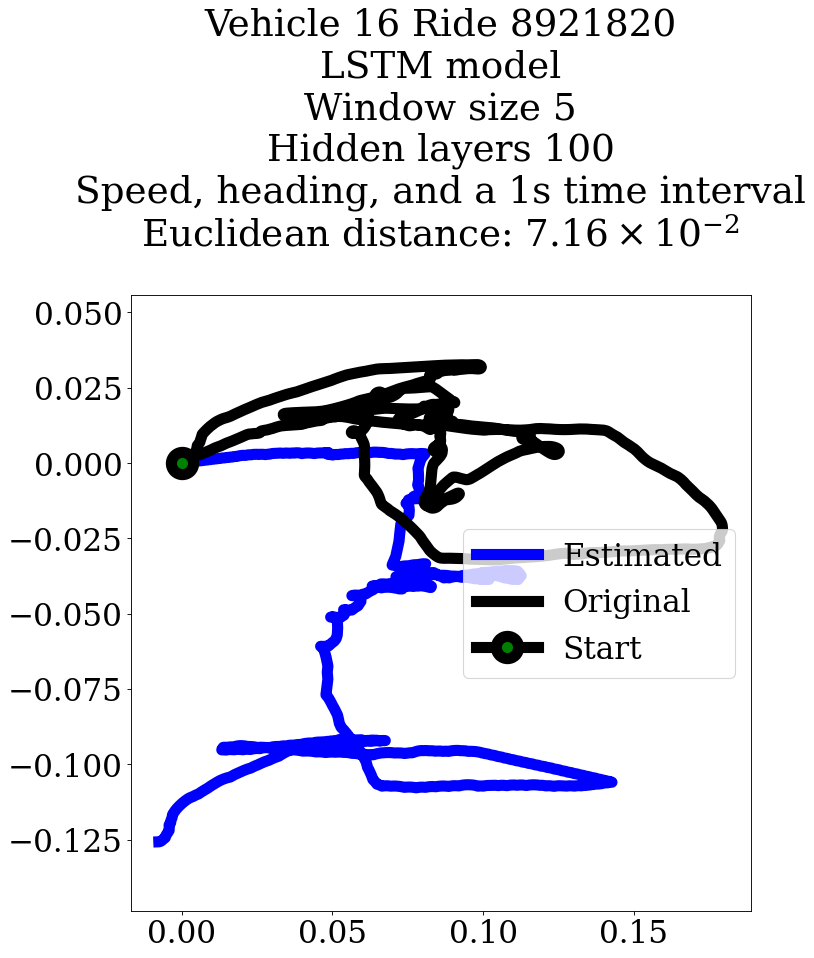 Vehicle 16 Ride 8921820
LSTM model
Window size 5
Hidden layers 100
Speed, heading, and a 1s time interval
Euclidean distance: 7.16 × 10⁻²
0.050
0.025
0.000
−0.025
−0.050
−0.075
−0.100
−0.125
Estimated
Original
Start
0.00 0.05 0.10 0.15